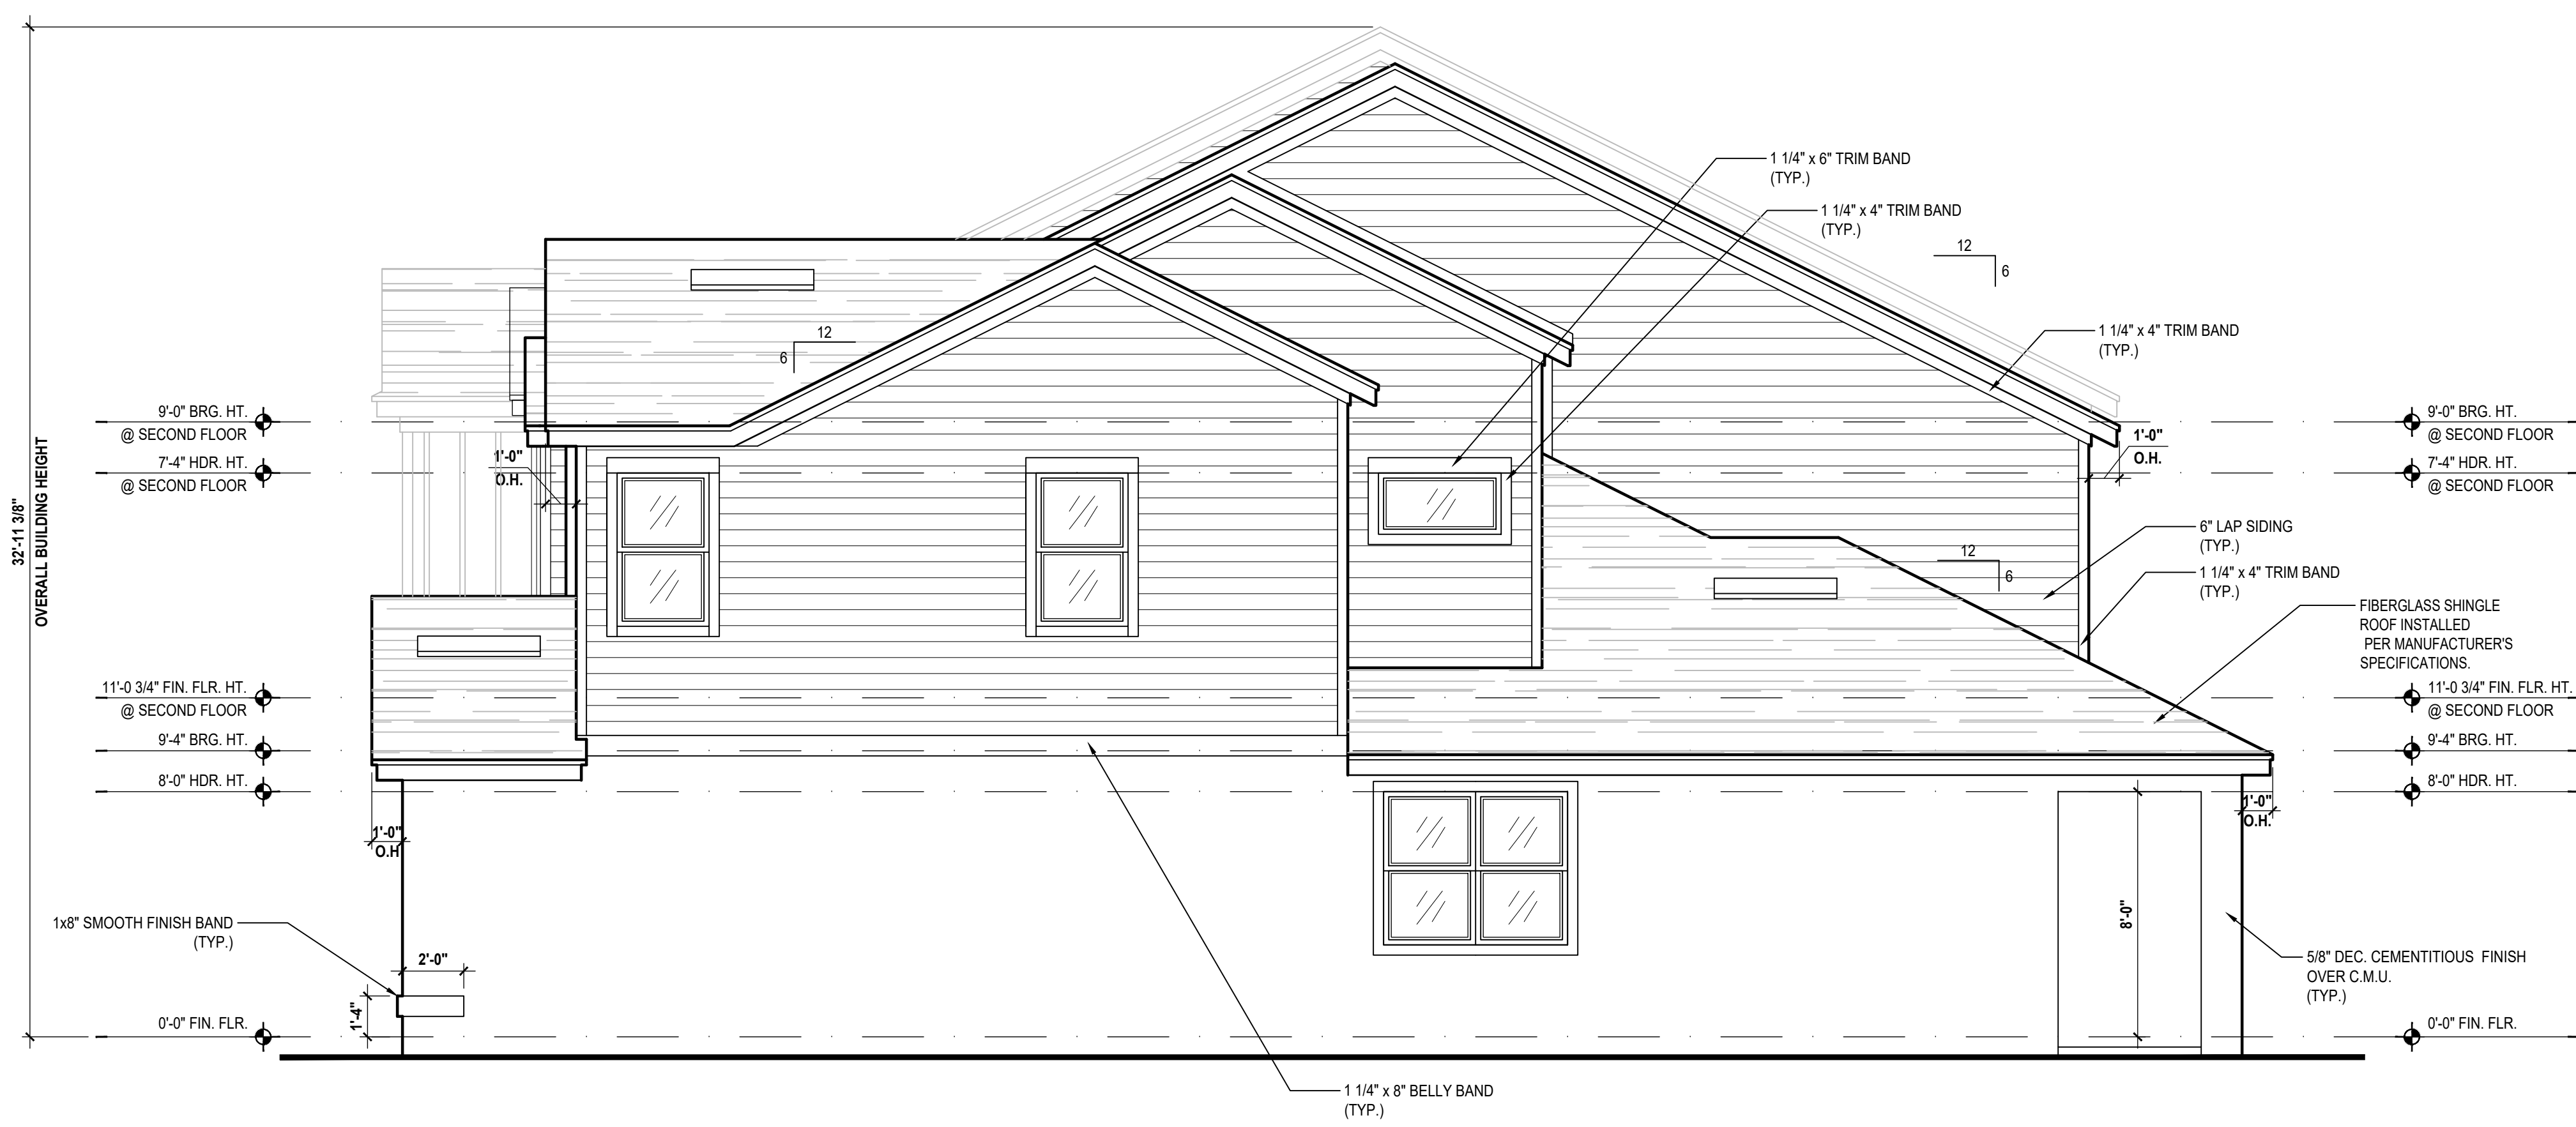 32'-11 3/8"
OVERALL BUILDING HEIGHT
9'-0" BRG. HT.
@ SECOND FLOOR
7'-4" HDR. HT.
@ SECOND FLOOR
11'-0 3/4" FIN. FLR. HT.
@ SECOND FLOOR
9'-4" BRG. HT.
8'-0" HDR. HT.
1'-0"
O.H
1x8" SMOOTH FINISH BAND
(TYP.)
2'-0"
1'-4"
0'-0" FIN. FLR.
1'-0"
O.H.
12
6
1 1/4" x 6" TRIM BAND
(TYP.)
1 1/4" x 4" TRIM BAND
(TYP.)
12
6
1 1/4" x 4" TRIM BAND
(TYP.)
9'-0" BRG. HT.
@ SECOND FLOOR
1'-0"
O.H.
7'-4" HDR. HT.
@ SECOND FLOOR
6" LAP SIDING
(TYP.)
12
6
1 1/4" x 4" TRIM BAND
(TYP.)
FIBERGLASS SHINGLE
ROOF INSTALLED
PER MANUFACTURER'S
SPECIFICATIONS.
11'-0 3/4" FIN. FLR. HT.
@ SECOND FLOOR
9'-4" BRG. HT.
8'-0" HDR. HT.
1'-0"
O.H.
8'-0"
5/8" DEC. CEMENTITIOUS FINISH
OVER C.M.U.
(TYP.)
0'-0" FIN. FLR.
1 1/4" x 8" BELLY BAND
(TYP.)